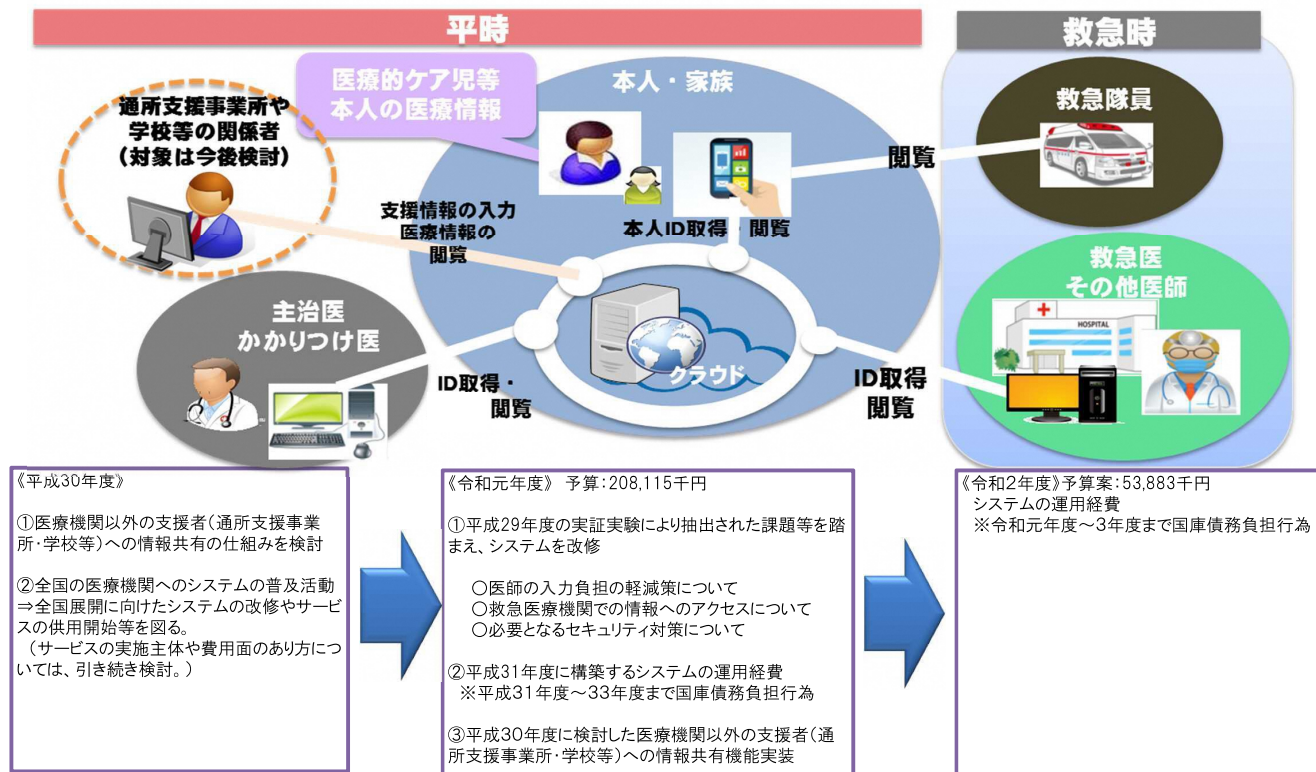 平時
救急時
医療的ケア児等
本人の医療情報
本人・家族
通所支援事業所や
学校等の関係者
(対象は今後検討)
救急隊員
閲覧
支援情報の入力
医療情報の
閲覧
本人ID取得・閲覧
救急医
その他医師
HOSPITAL
主治医
かかりつけ医
クラウド
ID取得・
閲覧
ID取得
閲覧
《平成30年度》
①医療機関以外の支援者(通所支援事業
所・学校等)への情報共有の仕組みを検討
②全国の医療機関へのシステムの普及活動
⇒全国展開に向けたシステムの改修やサービ
スの供用開始等を図る。
(サービスの実施主体や費用面のあり方につ
いては、引き続き検討。)
《令和元年度》 予算:208,115千円
①平成29年度の実証実験により抽出された課題等を踏
まえ、システムを改修
○医師の入力負担の軽減策について
○救急医療機関での情報へのアクセスについて
○必要となるセキュリティ対策について
②平成31年度に構築するシステムの運用経費
※平成31年度～33年度まで国庫債務負担行為
③平成30年度に検討した医療機関以外の支援者(通
所支援事業所・学校等)への情報共有機能実装
《令和2年度》予算案:53,883千円
システムの運用経費
※令和元年度～3年度まで国庫債務負担行為